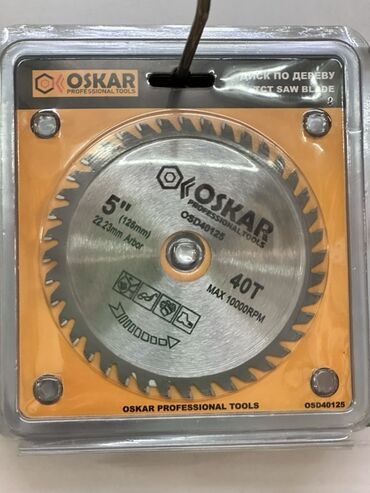 OSKAR
PROFESSIONAL TOOLS
ДИСК ПО ДЕРЕВУ
TCT SAW BLADE
OSKAR
PROFESSIONAL TOOLS
OSD40125
5"
(126mm)
22.23mm Arbor
40T
MAX 10000RPM
OSKAR PROFESSIONAL TOOLS
OSD40125